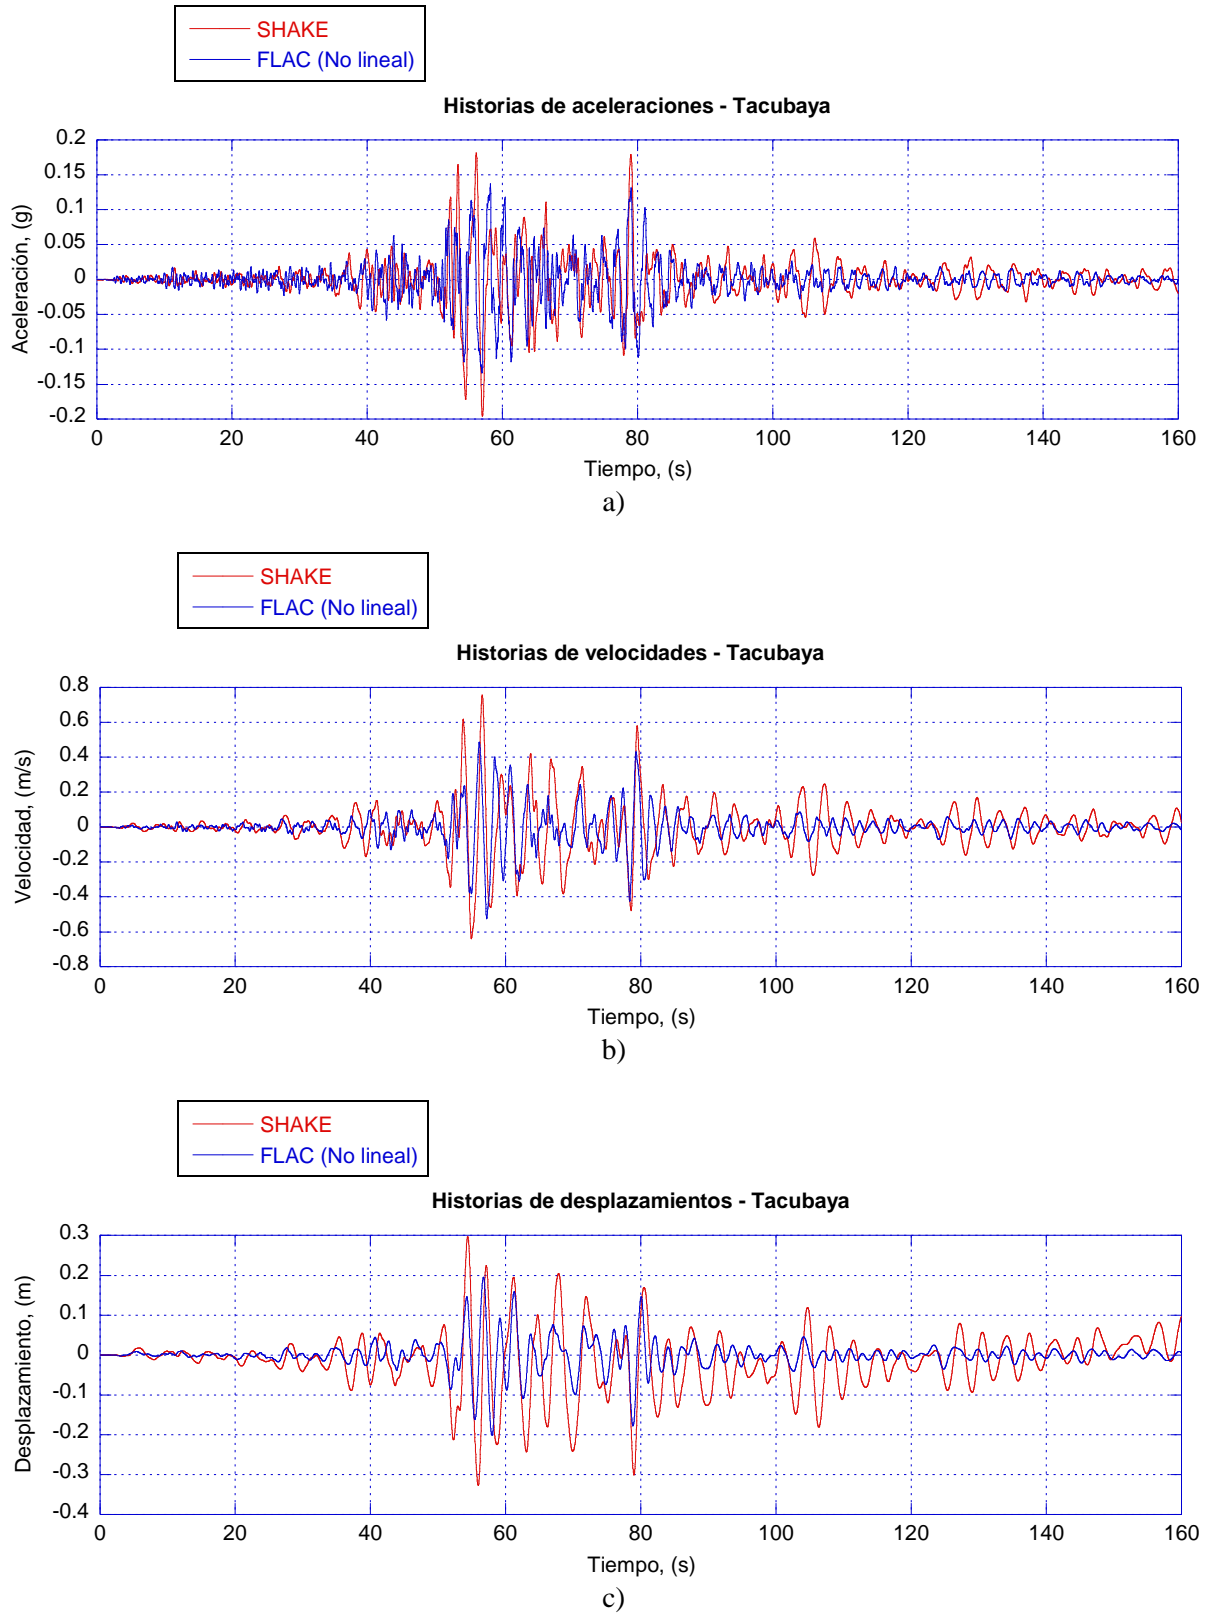 SHAKE
FLAC (No lineal)
Historias de aceleraciones - Tacubaya
0.2
0.15
0.1
0.05
0
-0.05
-0.1
-0.15
-0.2
Aceleración, (g)
0 20 40 60 80 100 120 140 160
Tiempo, (s)
a)
SHAKE
FLAC (No lineal)
Historias de velocidades - Tacubaya
0.8
0.6
0.4
0.2
0
-0.2
-0.4
-0.6
-0.8
Velocidad, (m/s)
0 20 40 60 80 100 120 140 160
Tiempo, (s)
b)
SHAKE
FLAC (No lineal)
Historias de desplazamientos - Tacubaya
0.3
0.2
0.1
0
-0.1
-0.2
-0.3
-0.4
Desplazamiento, (m)
0 20 40 60 80 100 120 140 160
Tiempo, (s)
c)